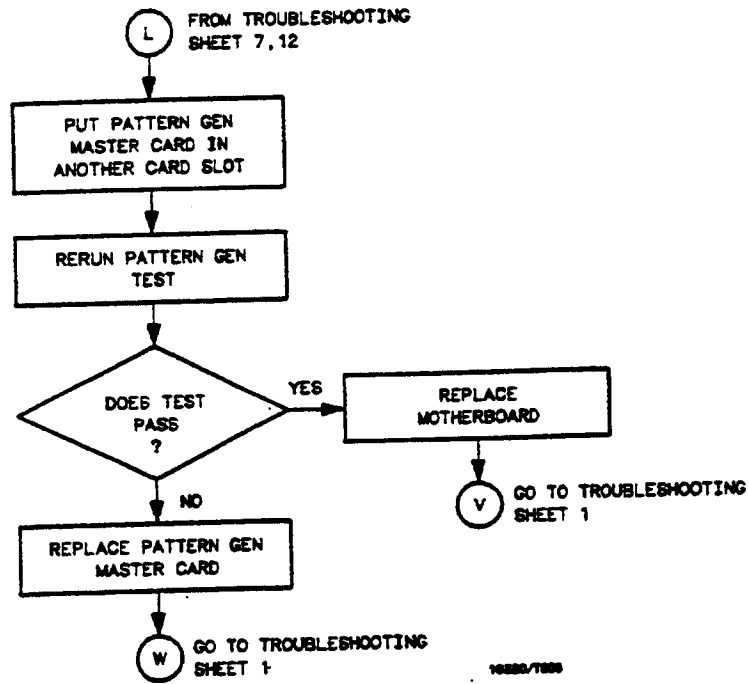 L
FROM TROUBLESHOOTING
SHEET 7,12
PUT PATTERN GEN
MASTER CARD IN
ANOTHER CARD SLOT
RERUN PATTERN GEN
TEST
DOES TEST
PASS
?
YES
REPLACE
MOTHERBOARD
V
GO TO TROUBLESHOOTING
SHEET 1
NO
REPLACE PATTERN GEN
MASTER CARD
W
GO TO TROUBLESHOOTING
SHEET 1